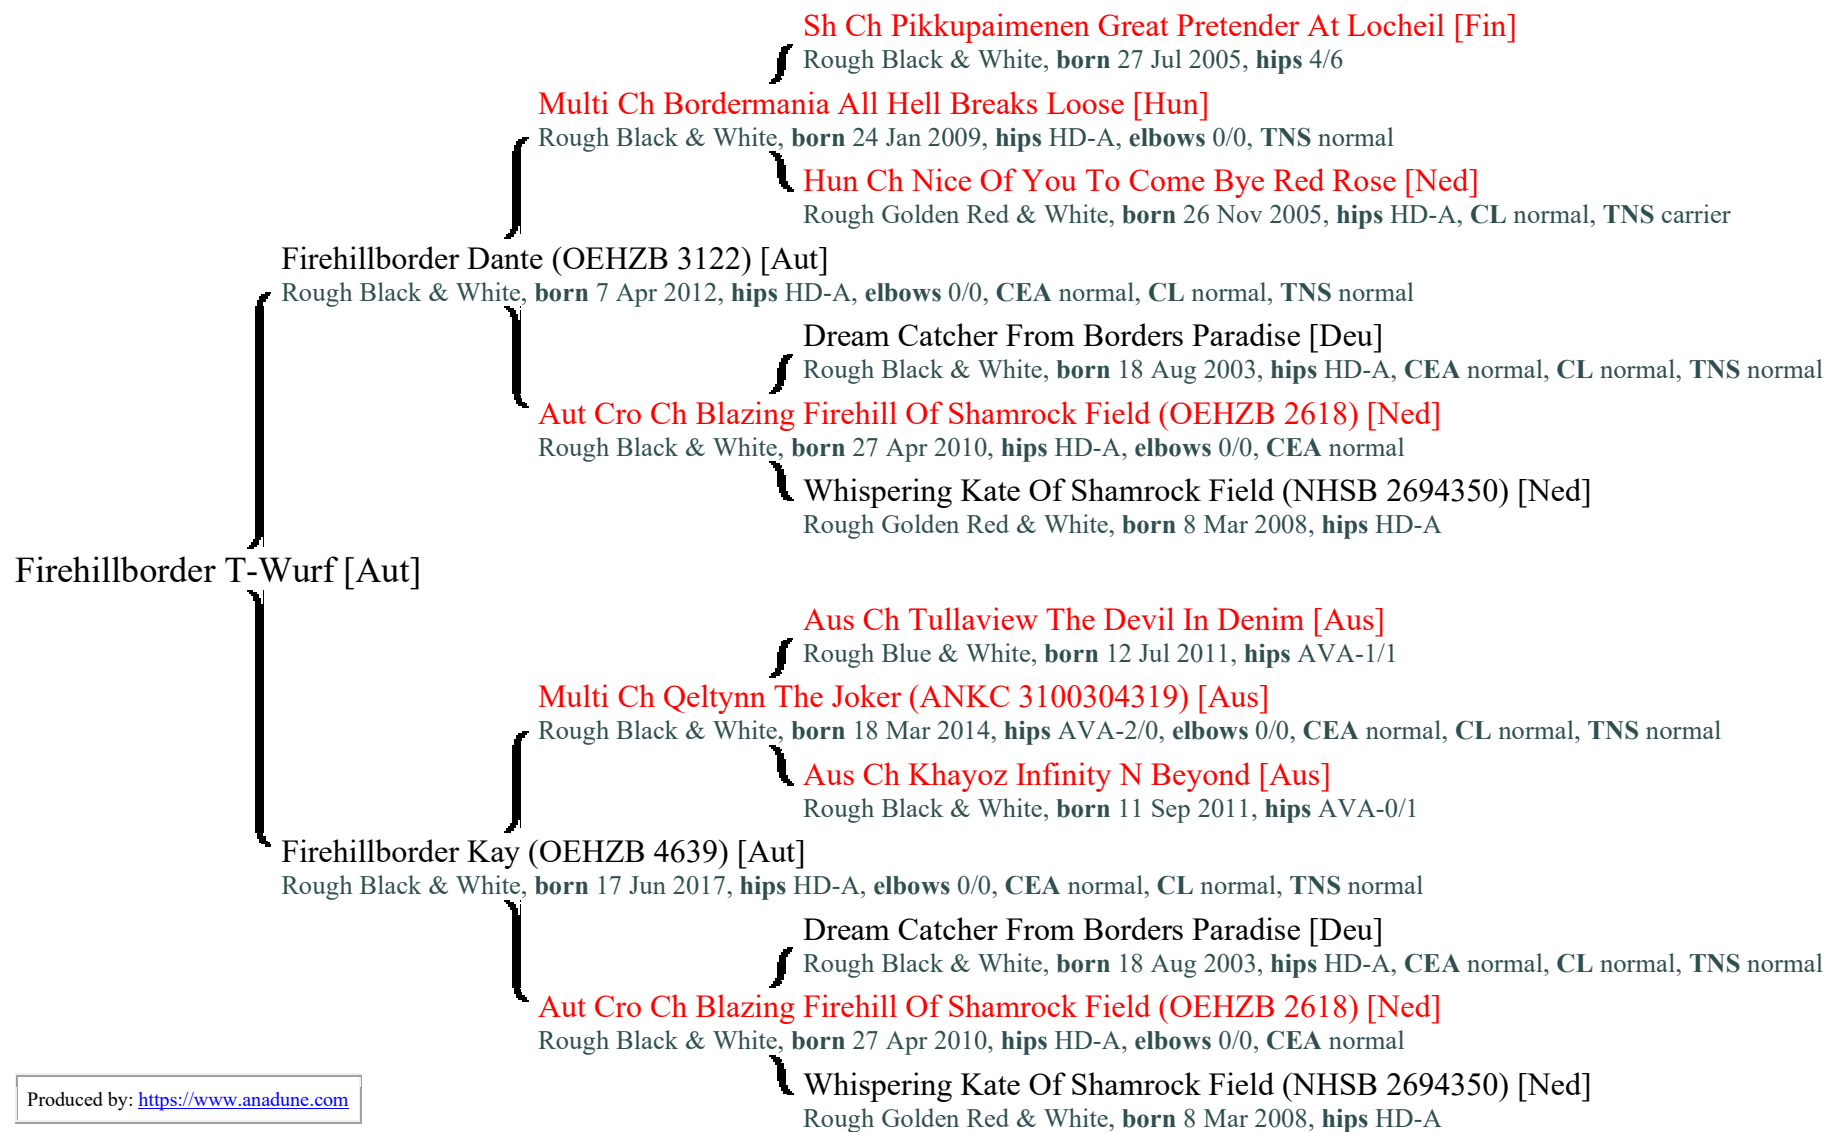 Sh Ch Pikkupaimenen Great Pretender At Locheil [Fin]
Rough Black & White, born 27 Jul 2005, hips 4/6
Multi Ch Bordermania All Hell Breaks Loose [Hun]
Rough Black & White, born 24 Jan 2009, hips HD-A, elbows 0/0, TNS normal
Hun Ch Nice Of You To Come Bye Red Rose [Ned]
Rough Golden Red & White, born 26 Nov 2005, hips HD-A, CL normal, TNS carrier
Firehillborder Dante (OEHZB 3122) [Aut]
Rough Black & White, born 7 Apr 2012, hips HD-A, elbows 0/0, CEA normal, CL normal, TNS normal
Dream Catcher From Borders Paradise [Deu]
Rough Black & White, born 18 Aug 2003, hips HD-A, CEA normal, CL normal, TNS normal
Aut Cro Ch Blazing Firehill Of Shamrock Field (OEHZB 2618) [Ned]
Rough Black & White, born 27 Apr 2010, hips HD-A, elbows 0/0, CEA normal
Whispering Kate Of Shamrock Field (NHSB 2694350) [Ned]
Rough Golden Red & White, born 8 Mar 2008, hips HD-A
Firehillborder T-Wurf [Aut]
Aus Ch Tullaview The Devil In Denim [Aus]
Rough Blue & White, born 12 Jul 2011, hips AVA-1/1
Multi Ch Qeltynn The Joker (ANKC 3100304319) [Aus]
Rough Black & White, born 18 Mar 2014, hips AVA-2/0, elbows 0/0, CEA normal, CL normal, TNS normal
Aus Ch Khayoz Infinity N Beyond [Aus]
Rough Black & White, born 11 Sep 2011, hips AVA-0/1
Firehillborder Kay (OEHZB 4639) [Aut]
Rough Black & White, born 17 Jun 2017, hips HD-A, elbows 0/0, CEA normal, CL normal, TNS normal
Dream Catcher From Borders Paradise [Deu]
Rough Black & White, born 18 Aug 2003, hips HD-A, CEA normal, CL normal, TNS normal
Aut Cro Ch Blazing Firehill Of Shamrock Field (OEHZB 2618) [Ned]
Rough Black & White, born 27 Apr 2010, hips HD-A, elbows 0/0, CEA normal
Whispering Kate Of Shamrock Field (NHSB 2694350) [Ned]
Rough Golden Red & White, born 8 Mar 2008, hips HD-A
Produced by: https://www.anadune.com